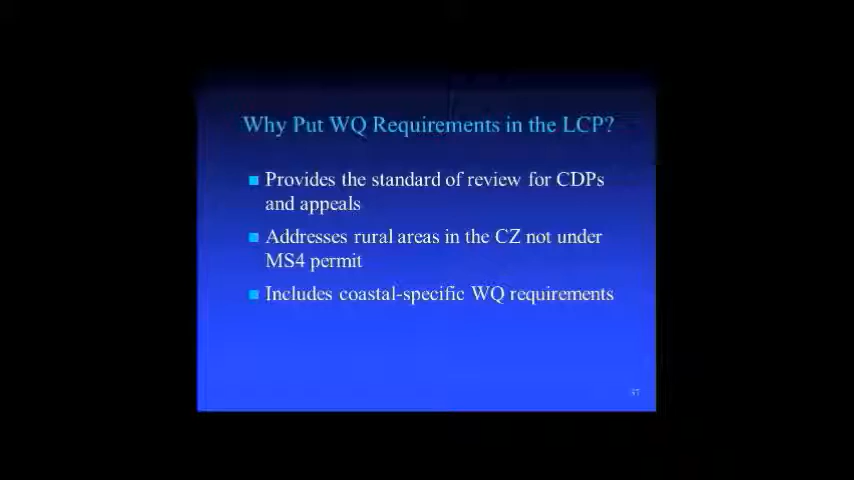 Why Put WQ Requirements in the LCP?
Provides the standard of review for CDPs
and appeals
Addresses rural areas in the CZ not under
MS4 permit
Includes coastal-specific WQ requirements